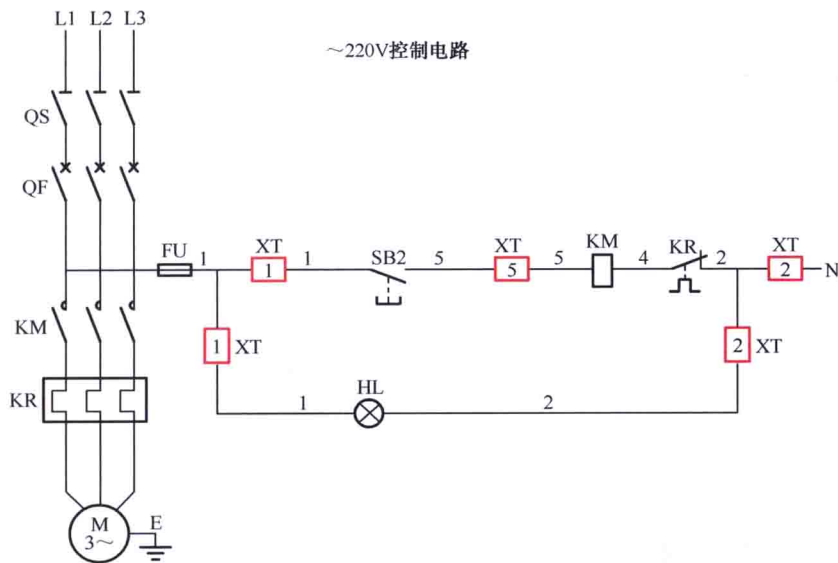 L1 L2 L3
~220V控制电路
QS
QF
FU 1 XT 1 SB2 5 XT 5 KM 4 KR 2 XT
1 5 2 N
KM
1 XT 2 XT
KR
HL
1 2
M
3~
E